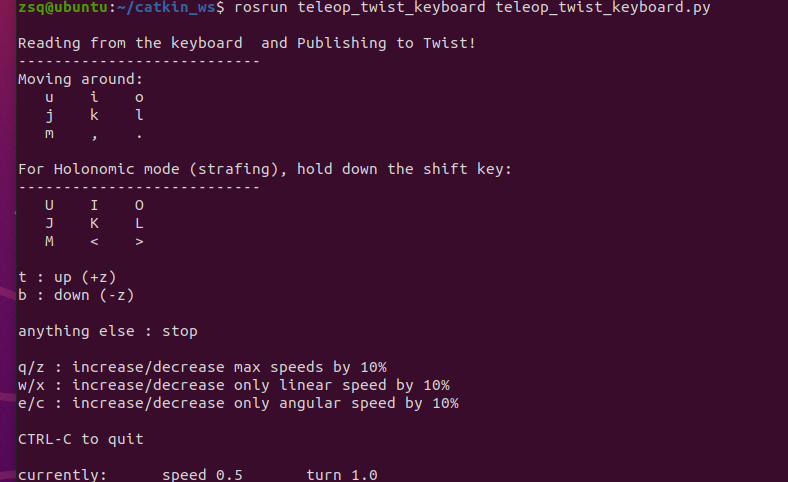 zsq@ubuntu:~/catkin_ws$ rosrun teleop_twist_keyboard teleop_twist_keyboard.py
Reading from the keyboard  and Publishing to Twist!
---------------------------
Moving around:
   u    i    o
   j    k    l
   m    ,    .
For Holonomic mode (strafing), hold down the shift key:
---------------------------
   U    I    O
   J    K    L
   M    <    >
t : up (+z)
b : down (-z)
anything else : stop
q/z : increase/decrease max speeds by 10%
w/x : increase/decrease only linear speed by 10%
e/c : increase/decrease only angular speed by 10%
CTRL-C to quit
currently:      speed 0.5       turn 1.0